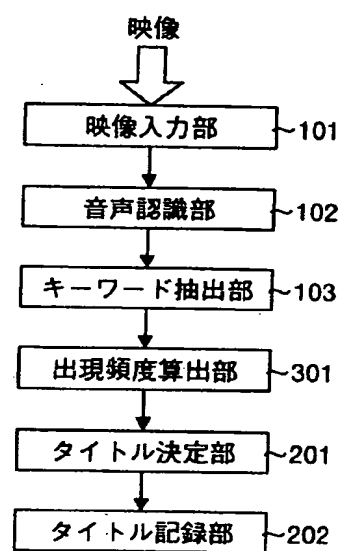 映像
映像入力部 ~101
音声認識部 ~102
キーワード抽出部 ~103
出現頻度算出部 ~301
タイトル決定部 ~201
タイトル記録部 ~202